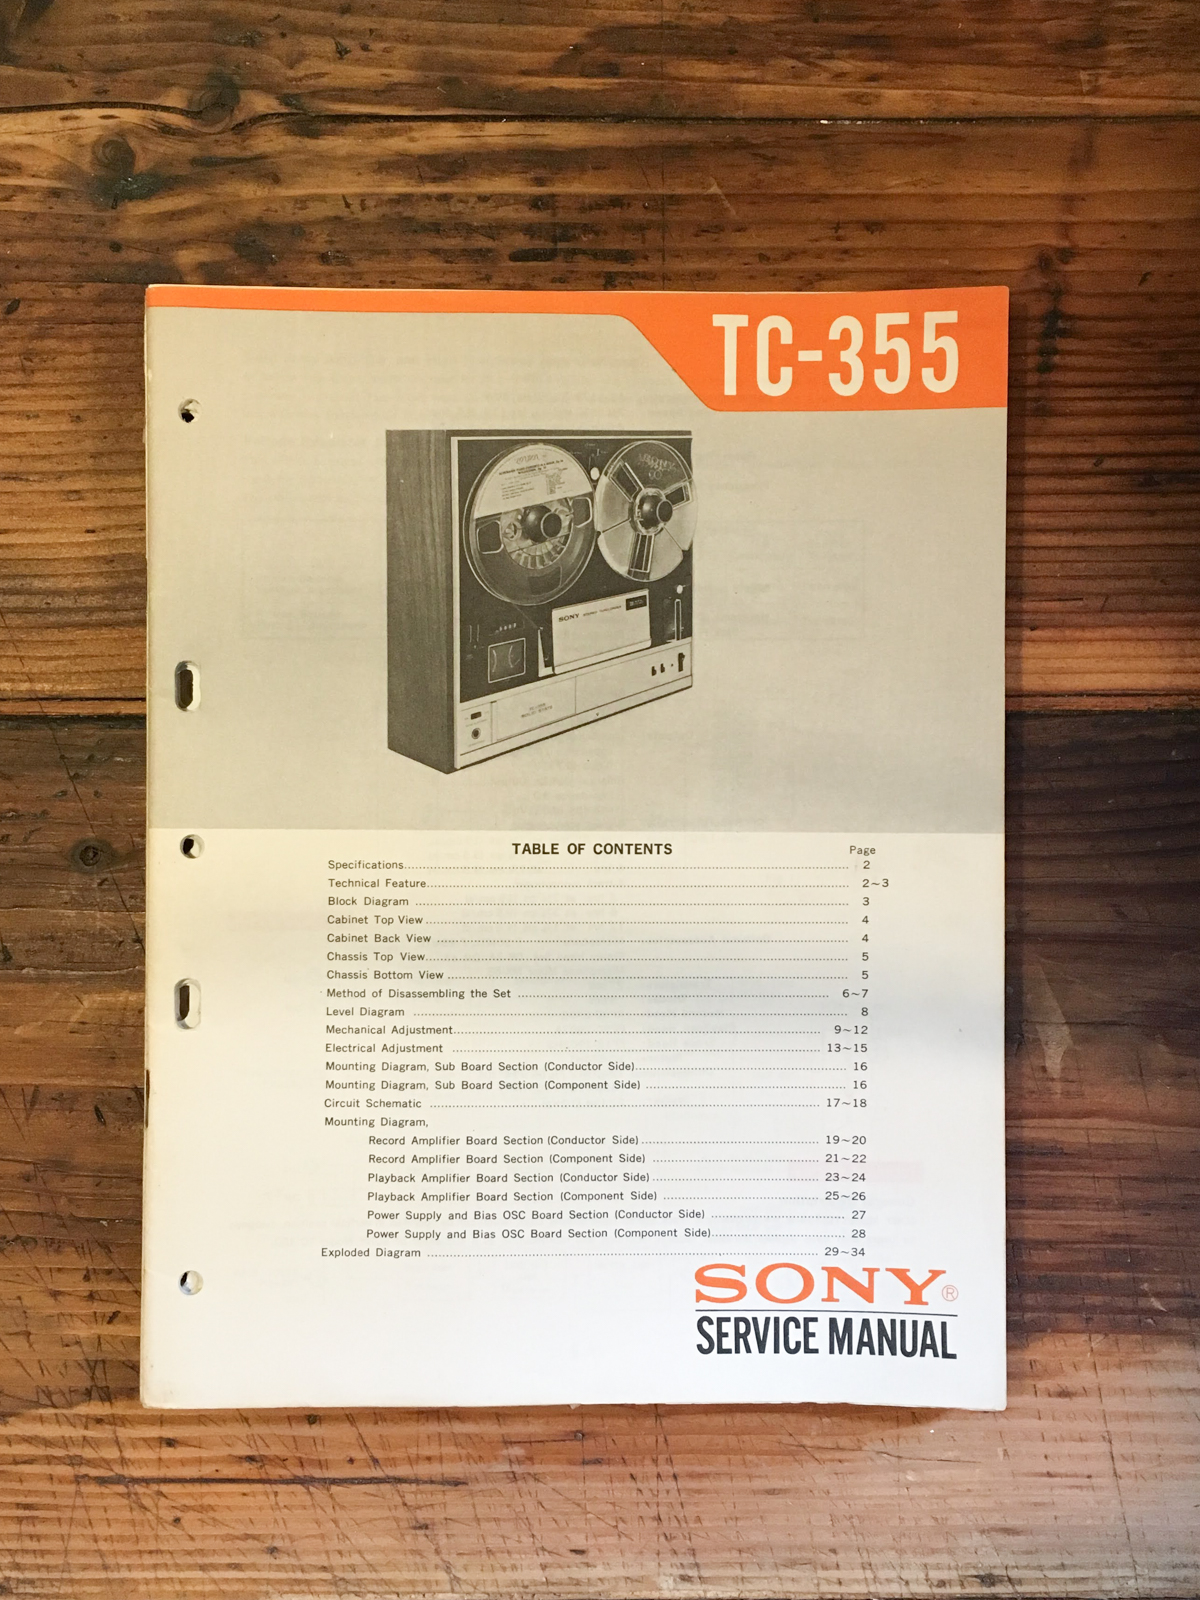 TC-355
SONY
TABLE OF CONTENTS Page
Specifications 2
Technical Feature 2~3
Block Diagram 3
Cabinet Top View 4
Cabinet Back View 4
Chassis Top View 5
Chassis Bottom View 5
Method of Disassembling the Set 6~7
Level Diagram 8
Mechanical Adjustment 9~12
Electrical Adjustment 13~15
Mounting Diagram, Sub Board Section (Conductor Side) 16
Mounting Diagram, Sub Board Section (Component Side) 16
Circuit Schematic 17~18
Mounting Diagram,
Record Amplifier Board Section (Conductor Side) 19~20
Record Amplifier Board Section (Component Side) 21~22
Playback Amplifier Board Section (Conductor Side) 23~24
Playback Amplifier Board Section (Component Side) 25~26
Power Supply and Bias OSC Board Section (Conductor Side) 27
Power Supply and Bias OSC Board Section (Component Side) 28
Exploded Diagram 29~34
SONY®
SERVICE MANUAL